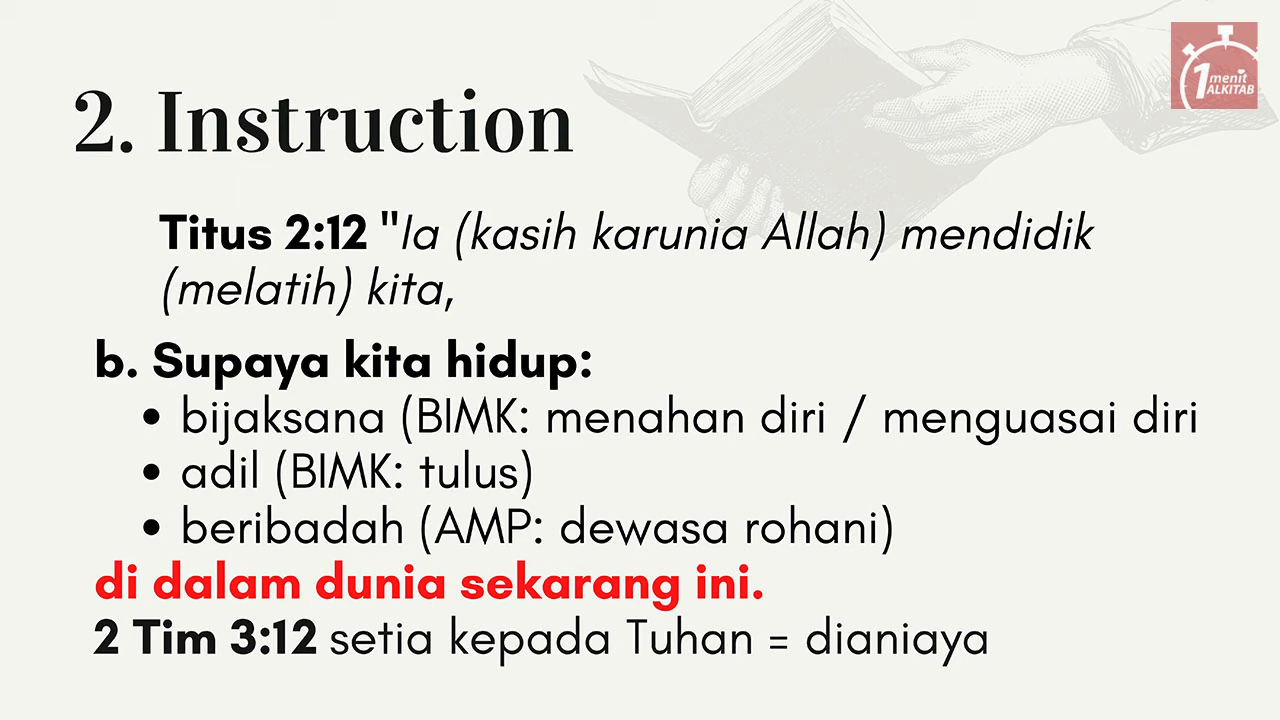 1 menit
ALKITAB
2. Instruction
Titus 2:12 "Ia (kasih karunia Allah) mendidik
(melatih) kita,
b. Supaya kita hidup:
• bijaksana (BIMK: menahan diri / menguasai diri
• adil (BIMK: tulus)
• beribadah (AMP: dewasa rohani)
di dalam dunia sekarang ini.
2 Tim 3:12 setia kepada Tuhan = dianiaya